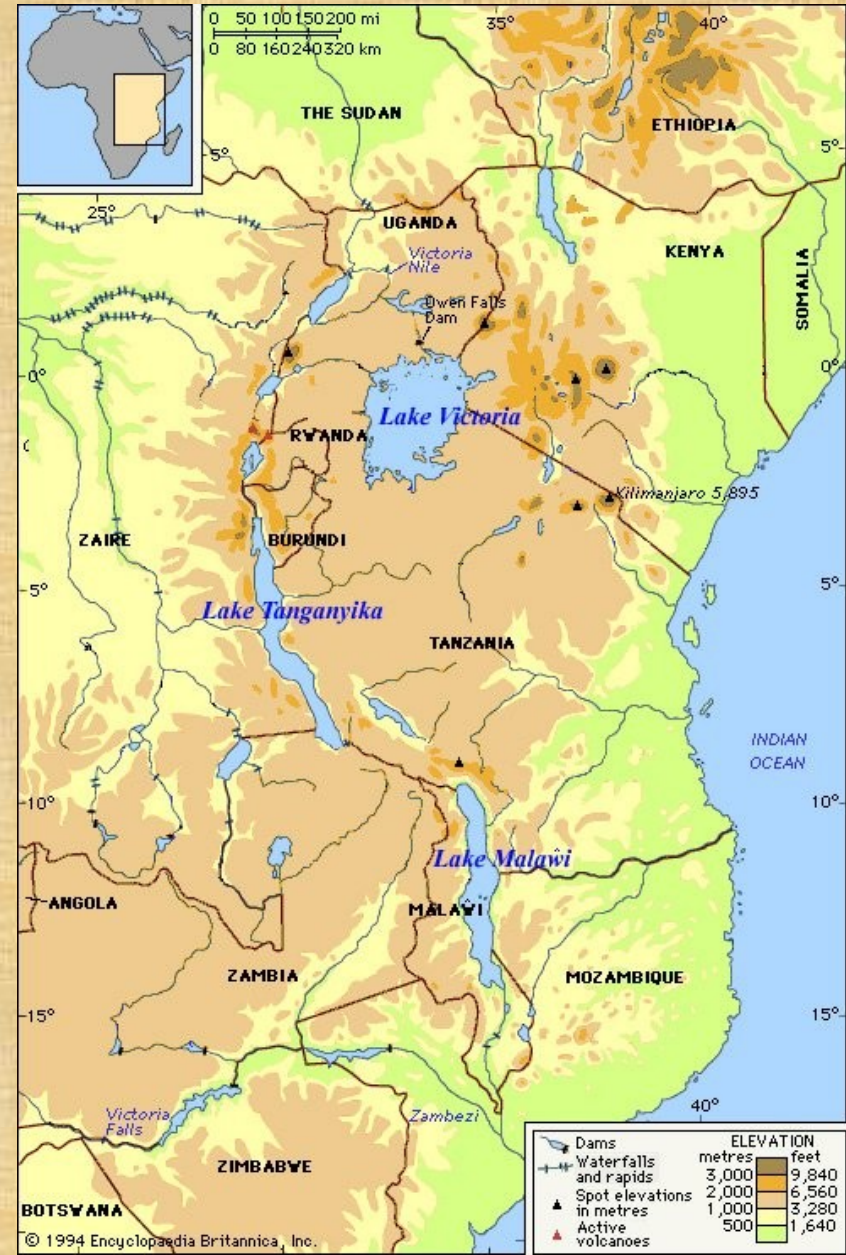 0 50 100 150 200 mi
0 80 160 240 320 km
35°
40°
THE SUDAN
ETHIOPIA
5°
5°
25°
UGANDA
KENYA
SOMALIA
Victoria
Nile
Owen Falls
Dam
0°
0°
Lake Victoria
RWANDA
Kilimanjaro 5,895
ZAIRE
BURUNDI
5°
5°
Lake Tanganyika
TANZANIA
INDIAN
OCEAN
10°
10°
Lake Malaŵi
ANGOLA
MALAŴI
ZAMBIA
MOZAMBIQUE
15°
15°
Victoria
Falls
Zambezi
40°
ZIMBABWE
BOTSWANA
© 1994 Encyclopaedia Britannica, Inc.
Dams
Waterfalls
and rapids
Spot elevations
in metres
Active
volcanoes
ELEVATION
metres feet
3,000 9,840
2,000 6,560
1,000 3,280
500 1,640